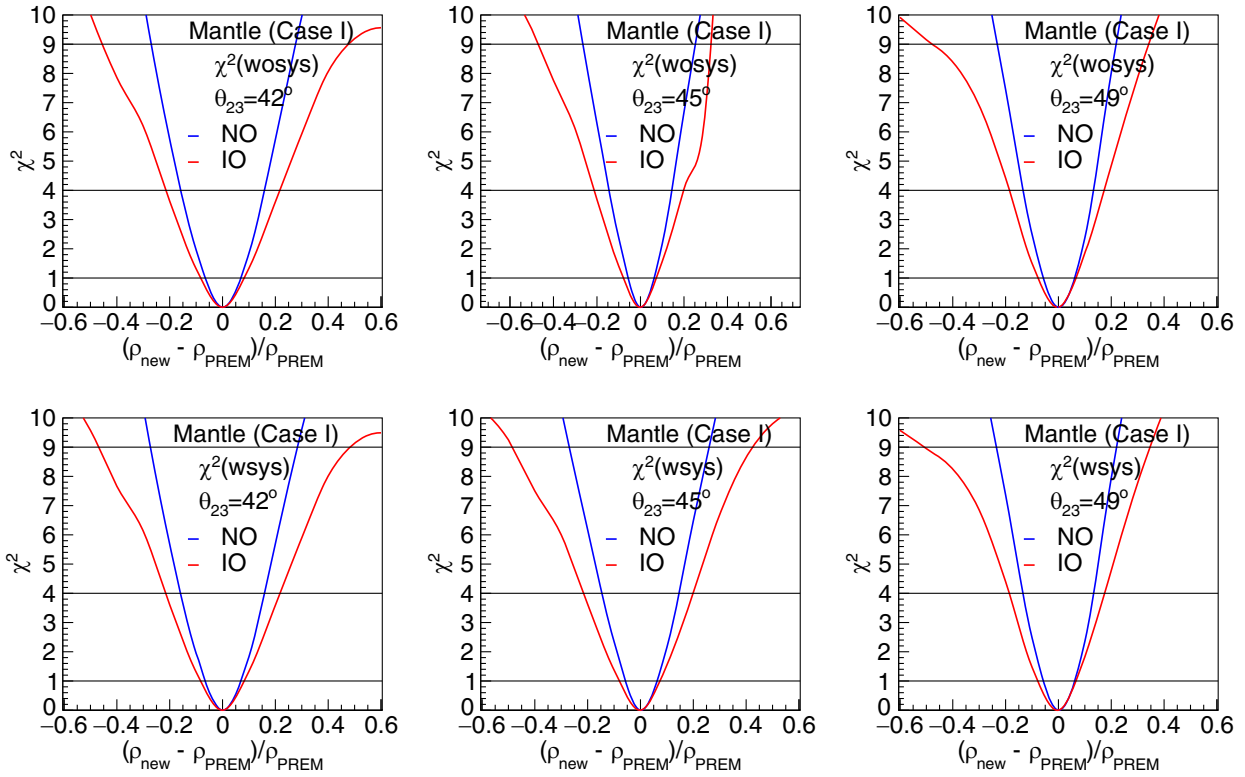 10
9
8
7
6
5
4
3
2
1
0
χ²
Mantle (Case I)
χ²(wosys)
θ₂₃=42°
NO
IO
−0.6 −0.4 −0.2 0 0.2 0.4 0.6
(ρnew - ρPREM)/ρPREM
10
9
8
7
6
5
4
3
2
1
0
χ²
Mantle (Case I)
χ²(wosys)
θ₂₃=45°
NO
IO
−0.6 −0.4 −0.2 0 0.2 0.4 0.6
(ρnew - ρPREM)/ρPREM
10
9
8
7
6
5
4
3
2
1
0
χ²
Mantle (Case I)
χ²(wosys)
θ₂₃=49°
NO
IO
−0.6 −0.4 −0.2 0 0.2 0.4 0.6
(ρnew - ρPREM)/ρPREM
10
9
8
7
6
5
4
3
2
1
0
χ²
Mantle (Case I)
χ²(wsys)
θ₂₃=42°
NO
IO
−0.6 −0.4 −0.2 0 0.2 0.4 0.6
(ρnew - ρPREM)/ρPREM
10
9
8
7
6
5
4
3
2
1
0
χ²
Mantle (Case I)
χ²(wsys)
θ₂₃=45°
NO
IO
−0.6 −0.4 −0.2 0 0.2 0.4 0.6
(ρnew - ρPREM)/ρPREM
10
9
8
7
6
5
4
3
2
1
0
χ²
Mantle (Case I)
χ²(wsys)
θ₂₃=49°
NO
IO
−0.6 −0.4 −0.2 0 0.2 0.4 0.6
(ρnew - ρPREM)/ρPREM